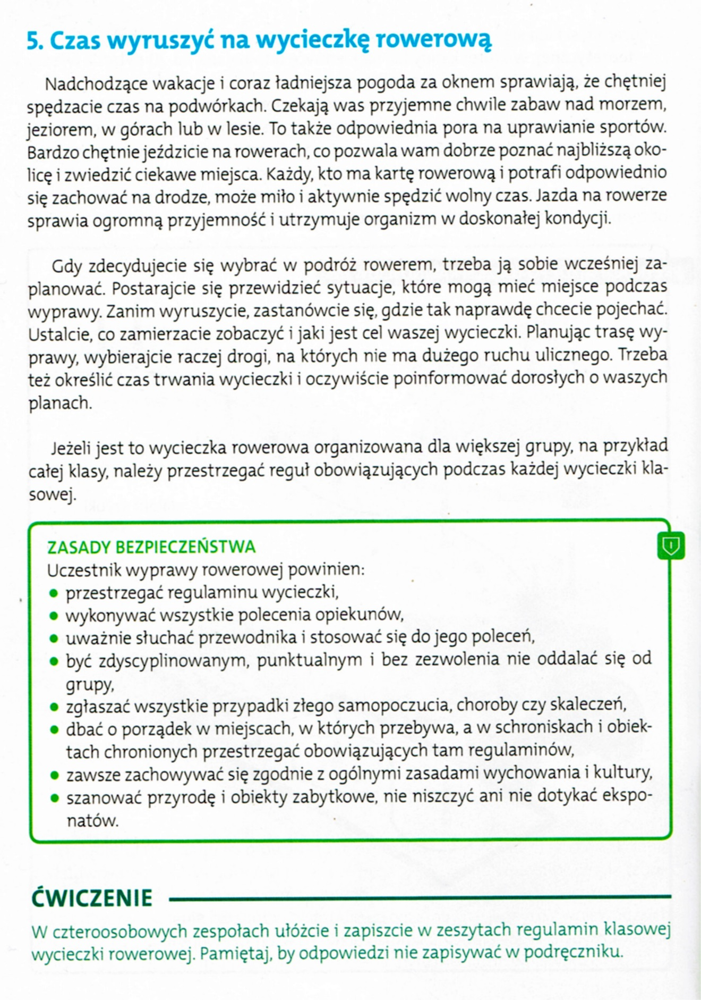 5. Czas wyruszyć na wycieczkę rowerową
Nadchodzące wakacje i coraz ładniejsza pogoda za oknem sprawiają, że chętniej
spędzacie czas na podwórkach. Czekają was przyjemne chwile zabaw nad morzem,
jeziorem, w górach lub w lesie. To także odpowiednia pora na uprawianie sportów.
Bardzo chętnie jeździcie na rowerach, co pozwala wam dobrze poznać najbliższą oko-
licę i zwiedzić ciekawe miejsca. Każdy, kto ma kartę rowerową i potrafi odpowiednio
się zachować na drodze, może miło i aktywnie spędzić wolny czas. Jazda na rowerze
sprawia ogromną przyjemność i utrzymuje organizm w doskonałej kondycji.
Gdy zdecydujecie się wybrać w podróż rowerem, trzeba ją sobie wcześniej za-
planować. Postarajcie się przewidzieć sytuacje, które mogą mieć miejsce podczas
wyprawy. Zanim wyruszycie, zastanówcie się, gdzie tak naprawdę chcecie pojechać.
Ustalcie, co zamierzacie zobaczyć i jaki jest cel waszej wycieczki. Planując trasę wy-
prawy, wybierajcie raczej drogi, na których nie ma dużego ruchu ulicznego. Trzeba
też określić czas trwania wycieczki i oczywiście poinformować dorosłych o waszych
planach.
Jeżeli jest to wycieczka rowerowa organizowana dla większej grupy, na przykład
całej klasy, należy przestrzegać reguł obowiązujących podczas każdej wycieczki kla-
sowej.
ZASADY BEZPIECZEŃSTWA
Uczestnik wyprawy rowerowej powinien:
• przestrzegać regulaminu wycieczki,
• wykonywać wszystkie polecenia opiekunów,
• uważnie słuchać przewodnika i stosować się do jego poleceń,
• być zdyscyplinowanym, punktualnym i bez zezwolenia nie oddalać się od
grupy,
• zgłaszać wszystkie przypadki złego samopoczucia, choroby czy skaleczeń,
• dbać o porządek w miejscach, w których przebywa, a w schroniskach i obiek-
tach chronionych przestrzegać obowiązujących tam regulaminów,
• zawsze zachowywać się zgodnie z ogólnymi zasadami wychowania i kultury,
• szanować przyrodę i obiekty zabytkowe, nie niszczyć ani nie dotykać ekspo-
natów.
ĆWICZENIE
W czteroosobowych zespołach ułóżcie i zapiszcie w zeszytach regulamin klasowej
wycieczki rowerowej. Pamiętaj, by odpowiedzi nie zapisywać w podręczniku.